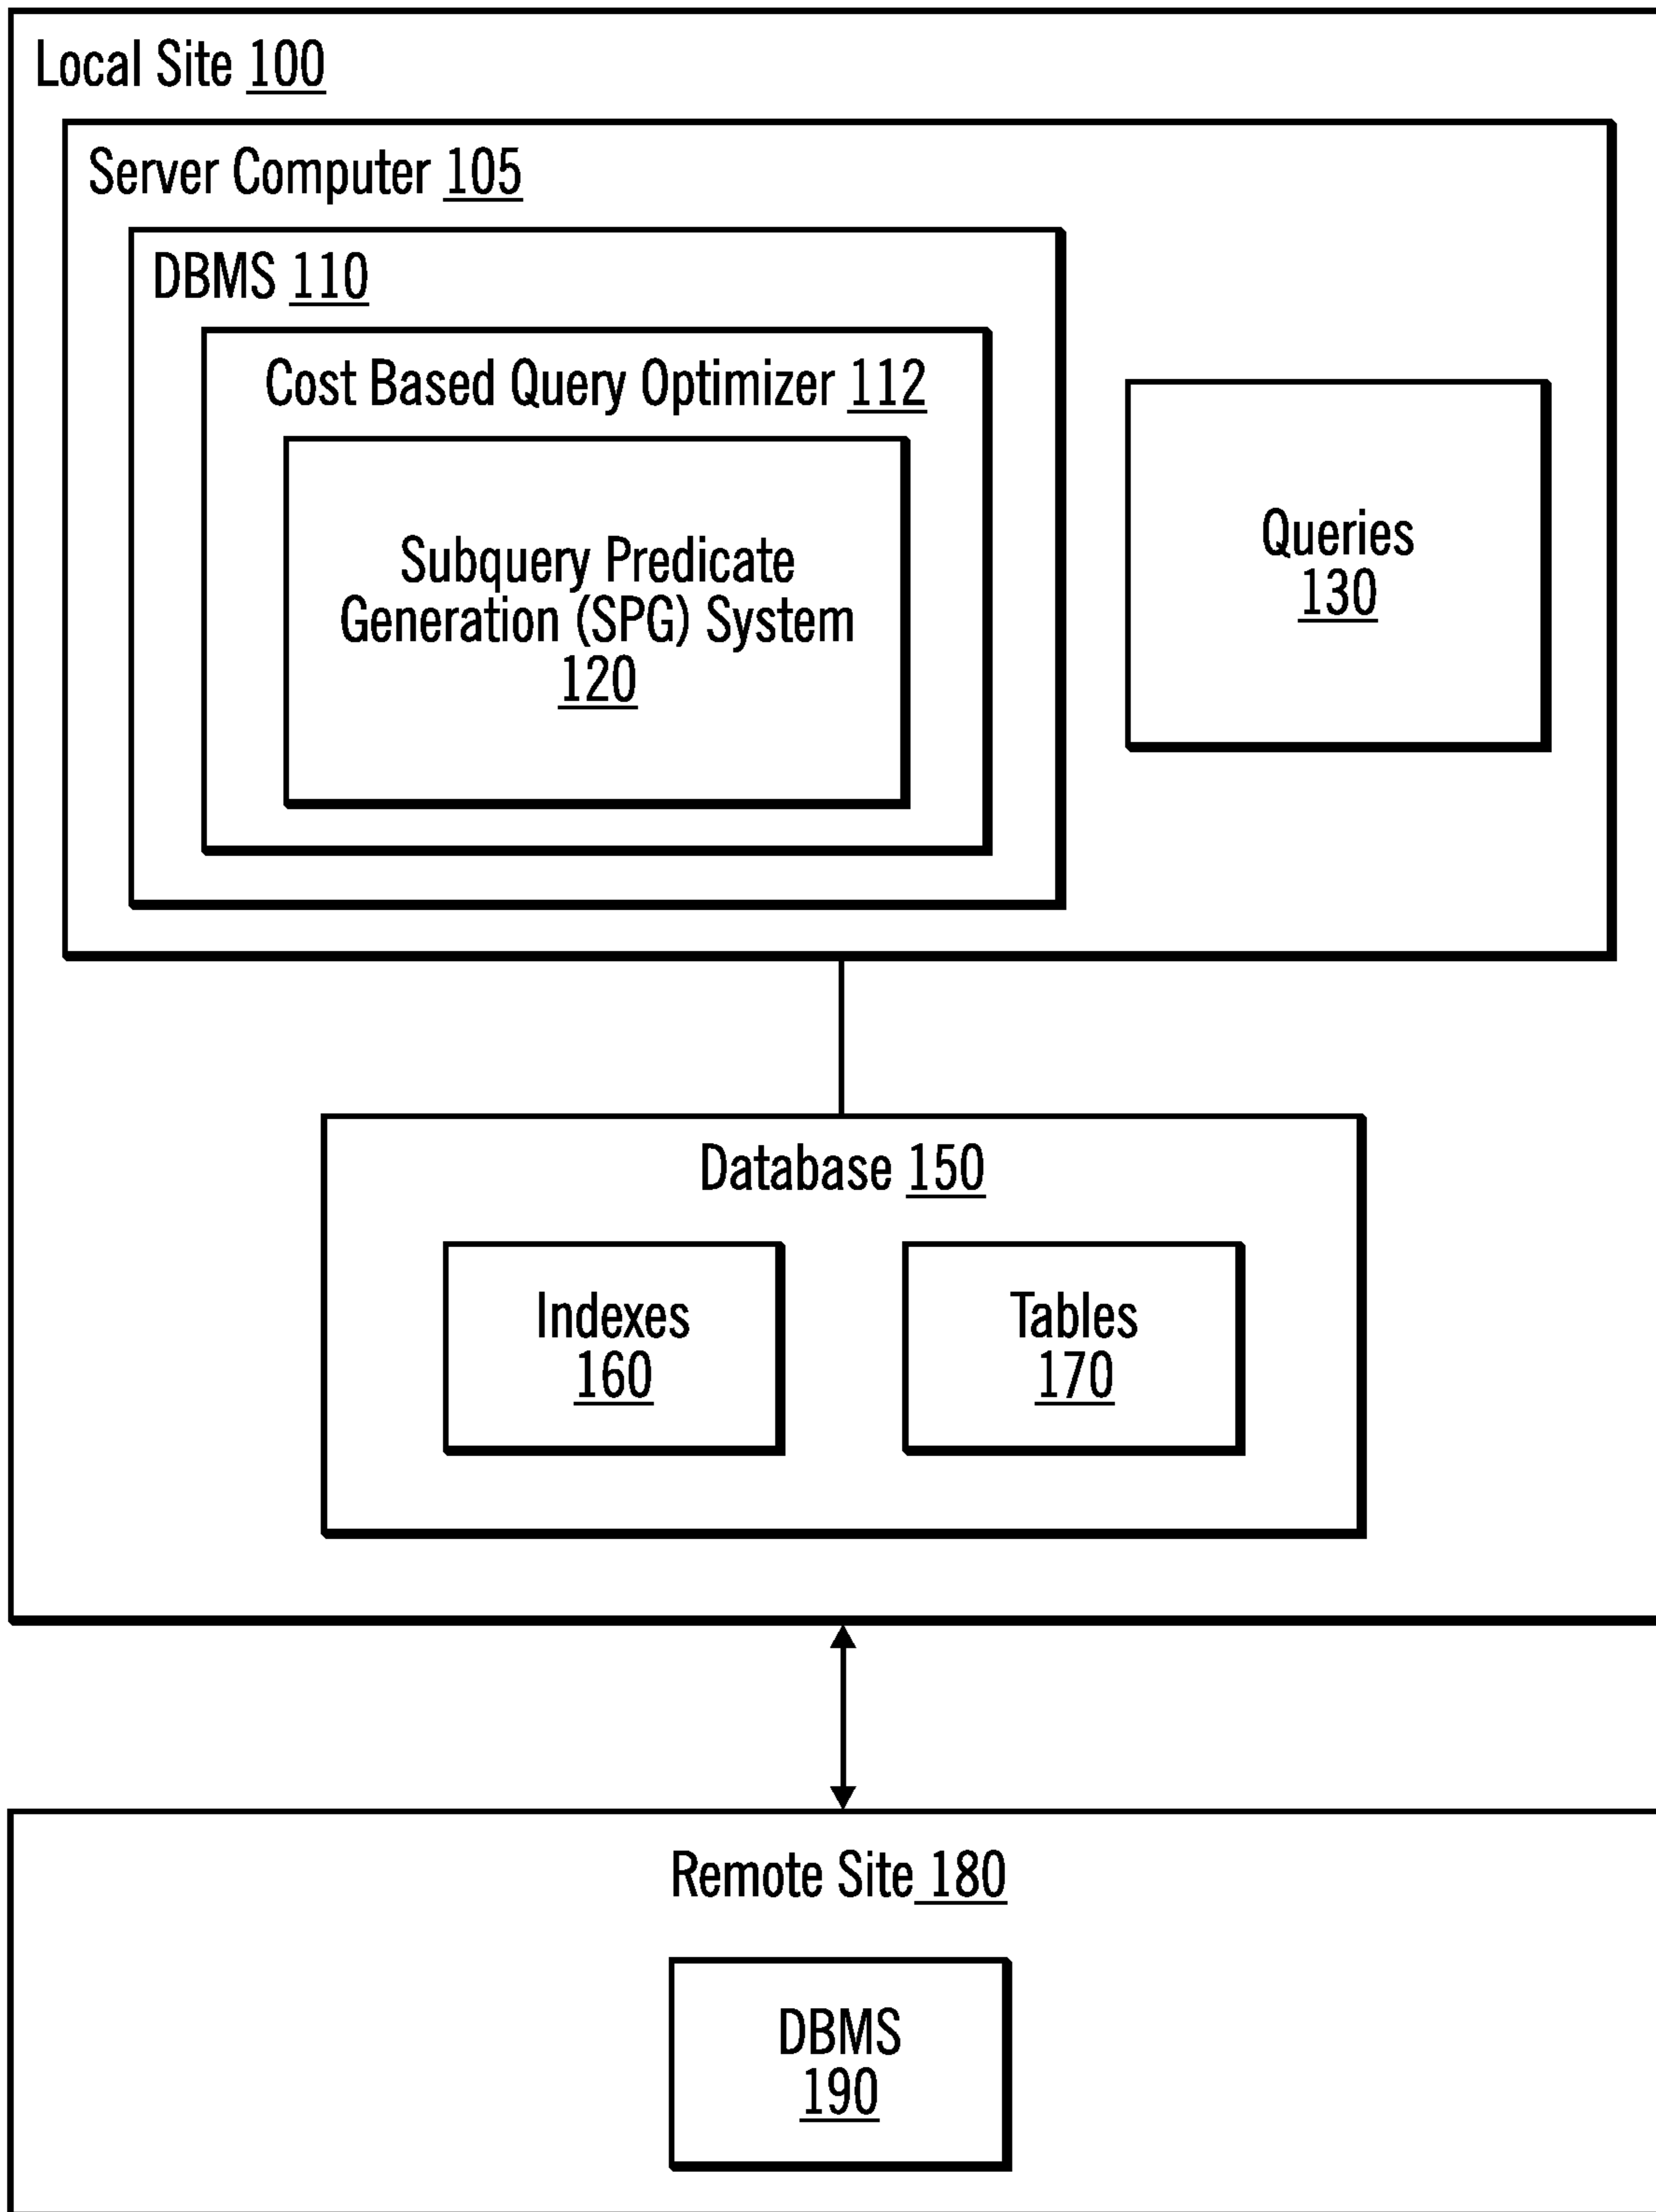 Local Site 100
Server Computer 105
DBMS 110
Cost Based Query Optimizer 112
Subquery Predicate
Generation (SPG) System
120
Queries
130
Database 150
Indexes
160
Tables
170
Remote Site 180
DBMS
190